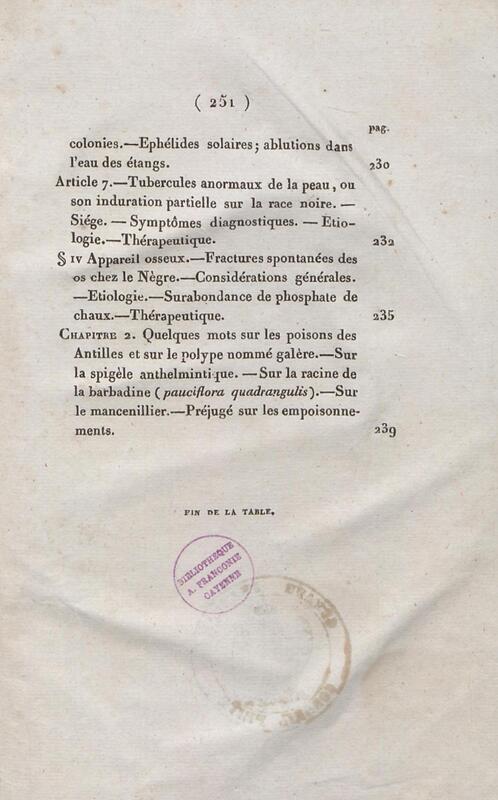 ( 251 )
pag.
colonies.—Ephélides solaires; ablutions dans
l'eau des étangs. 230
Article 7.—Tubercules anormaux de la peau, ou
son induration partielle sur la race noire. —
Siége. — Symptômes diagnostiques. — Etio-
logie.—Thérapeutique. 232
§ IV Appareil osseux.—Fractures spontanées des
os chez le Nègre.—Considérations générales.
—Etiologie.—Surabondance de phosphate de
chaux.—Thérapeutique. 235
CHAPITRE 2. Quelques mots sur les poisons des
Antilles et sur le polype nommé galère.—Sur
la spigèle anthelmintique. —Sur la racine de
la barbadine (pauciflora quadrangulis).—Sur
le mancenillier.—Préjugé sur les empoisonne-
ments. 239
FIN DE LA TABLE.
BIBLIOTHEQUE
A. FRANCONIE
CAYENNE